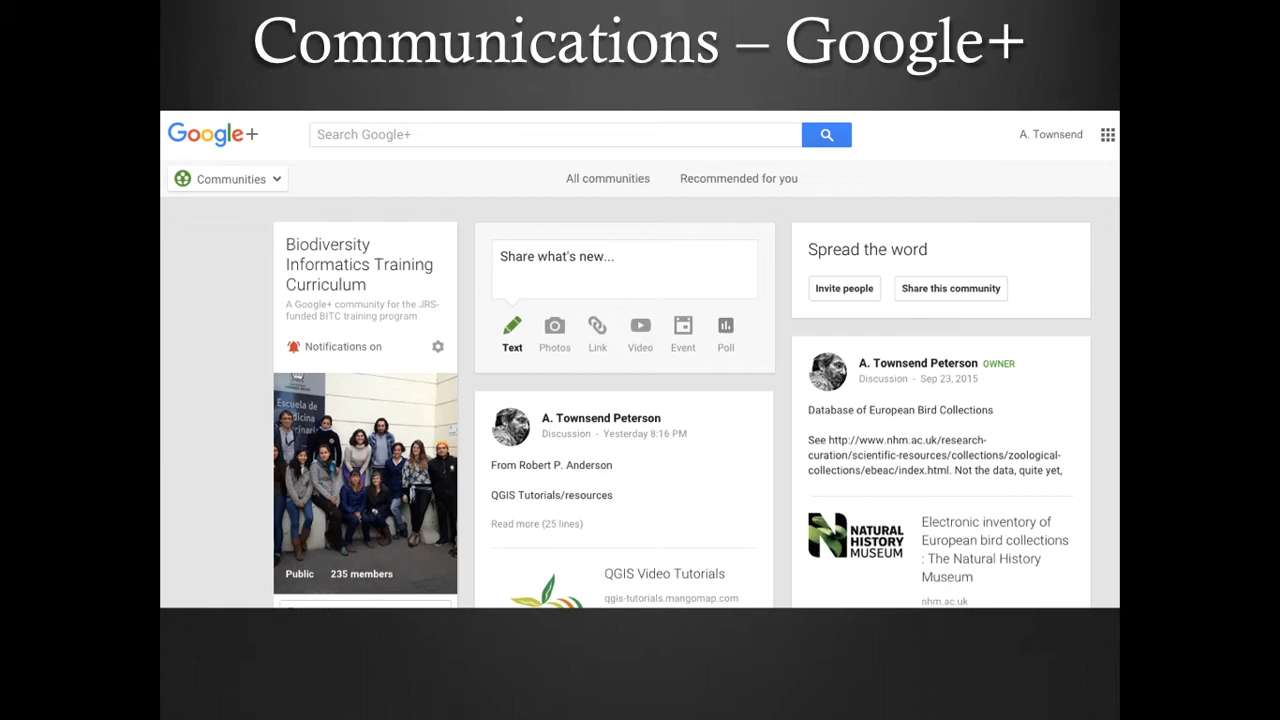 Communications – Google+
Google+
Search Google+
A. Townsend
Communities
All communities
Recommended for you
Biodiversity
Informatics Training
Curriculum
A Google+ community for the JRS-
funded BITC training program
Notifications on
Escuela de
Public
235 members
Share what's new...
Text
Photos
Link
Video
Event
Poll
A. Townsend Peterson
Discussion - Yesterday 8:16 PM
From Robert P. Anderson
QGIS Tutorials/resources
Read more (25 lines)
QGIS Video Tutorials
qgis-tutorials.mangomap.com
Spread the word
Invite people
Share this community
A. Townsend Peterson OWNER
Discussion - Sep 23, 2015
Database of European Bird Collections
See http://www.nhm.ac.uk/research-
curation/scientific-resources/collections/zoological-
collections/ebeac/index.html. Not the data, quite yet,
NATURAL
HISTORY
MUSEUM
Electronic inventory of
European bird collections
: The Natural History
Museum
nhm.ac.uk